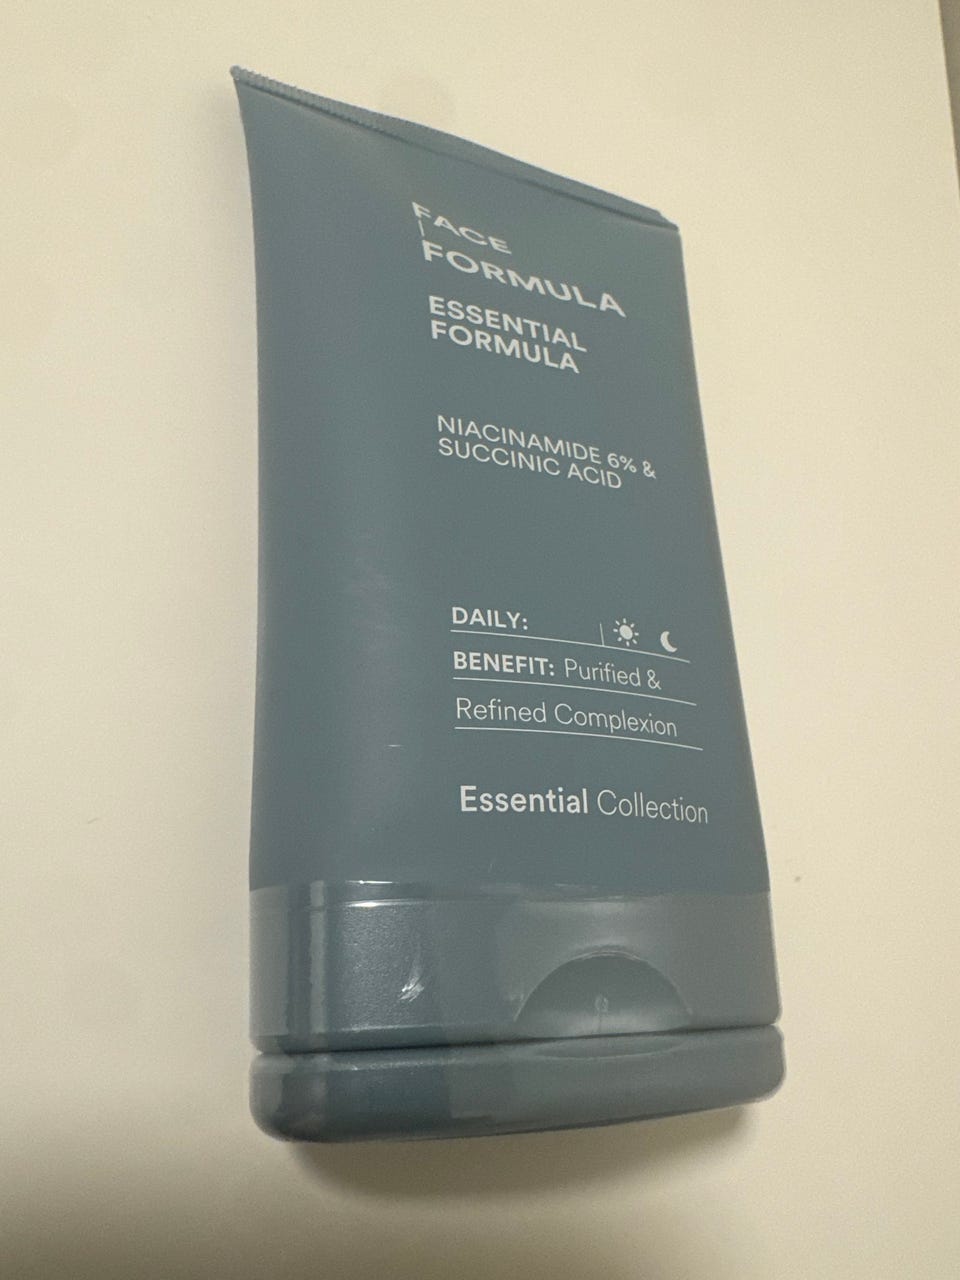 FACE
FORMULA
ESSENTIAL
FORMULA
NIACINAMIDE 6% &
SUCCINIC ACID
DAILY:
BENEFIT: Purified &
Refined Complexion
Essential Collection